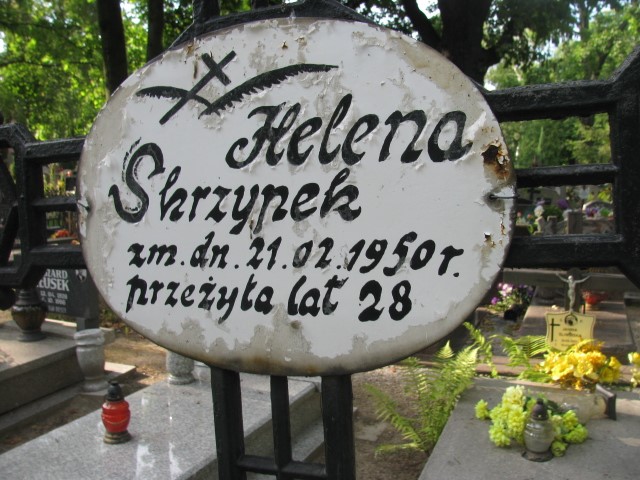 Helena
Skrzypek
zm. dn. 21. 02. 1950 r.
przeżyła lat 28